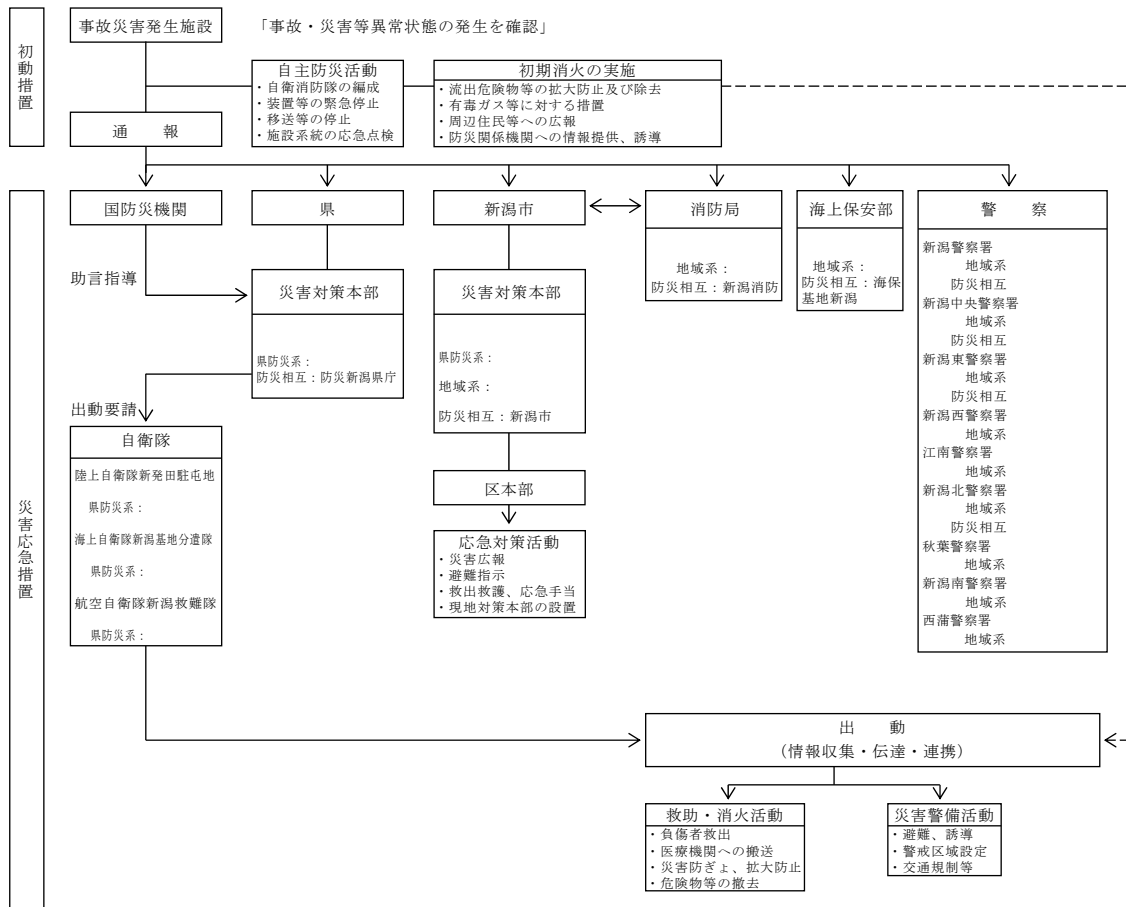 初動措置
事故災害発生施設
「事故・災害等異常状態の発生を確認」
自主防災活動
・自衛消防隊の編成
・装置等の緊急停止
・移送等の停止
・施設系統の応急点検
初期消火の実施
・流出危険物等の拡大防止及び除去
・有毒ガス等に対する措置
・周辺住民等への広報
・防災関係機関への情報提供、誘導
通　報
災害応急措置
国防災機関
県
新潟市
消防局
海上保安部
警　察
助言指導
災害対策本部
県防災系：
防災相互：防災新潟県庁
災害対策本部
県防災系：
地域系：
防災相互：新潟市
地域系：
防災相互：新潟消防
地域系：
防災相互：海保
基地新潟
新潟警察署
地域系
防災相互
新潟中央警察署
地域系
防災相互
新潟東警察署
地域系
防災相互
新潟西警察署
地域系
江南警察署
地域系
新潟北警察署
地域系
防災相互
秋葉警察署
地域系
新潟南警察署
地域系
西蒲警察署
地域系
出動要請
自衛隊
陸上自衛隊新発田駐屯地
県防災系：
海上自衛隊新潟基地分遣隊
県防災系：
航空自衛隊新潟救難隊
県防災系：
区本部
応急対策活動
・災害広報
・避難指示
・救出救護、応急手当
・現地対策本部の設置
出　動
（情報収集・伝達・連携）
救助・消火活動
・負傷者救出
・医療機関への搬送
・災害防ぎょ、拡大防止
・危険物等の撤去
災害警備活動
・避難、誘導
・警戒区域設定
・交通規制等